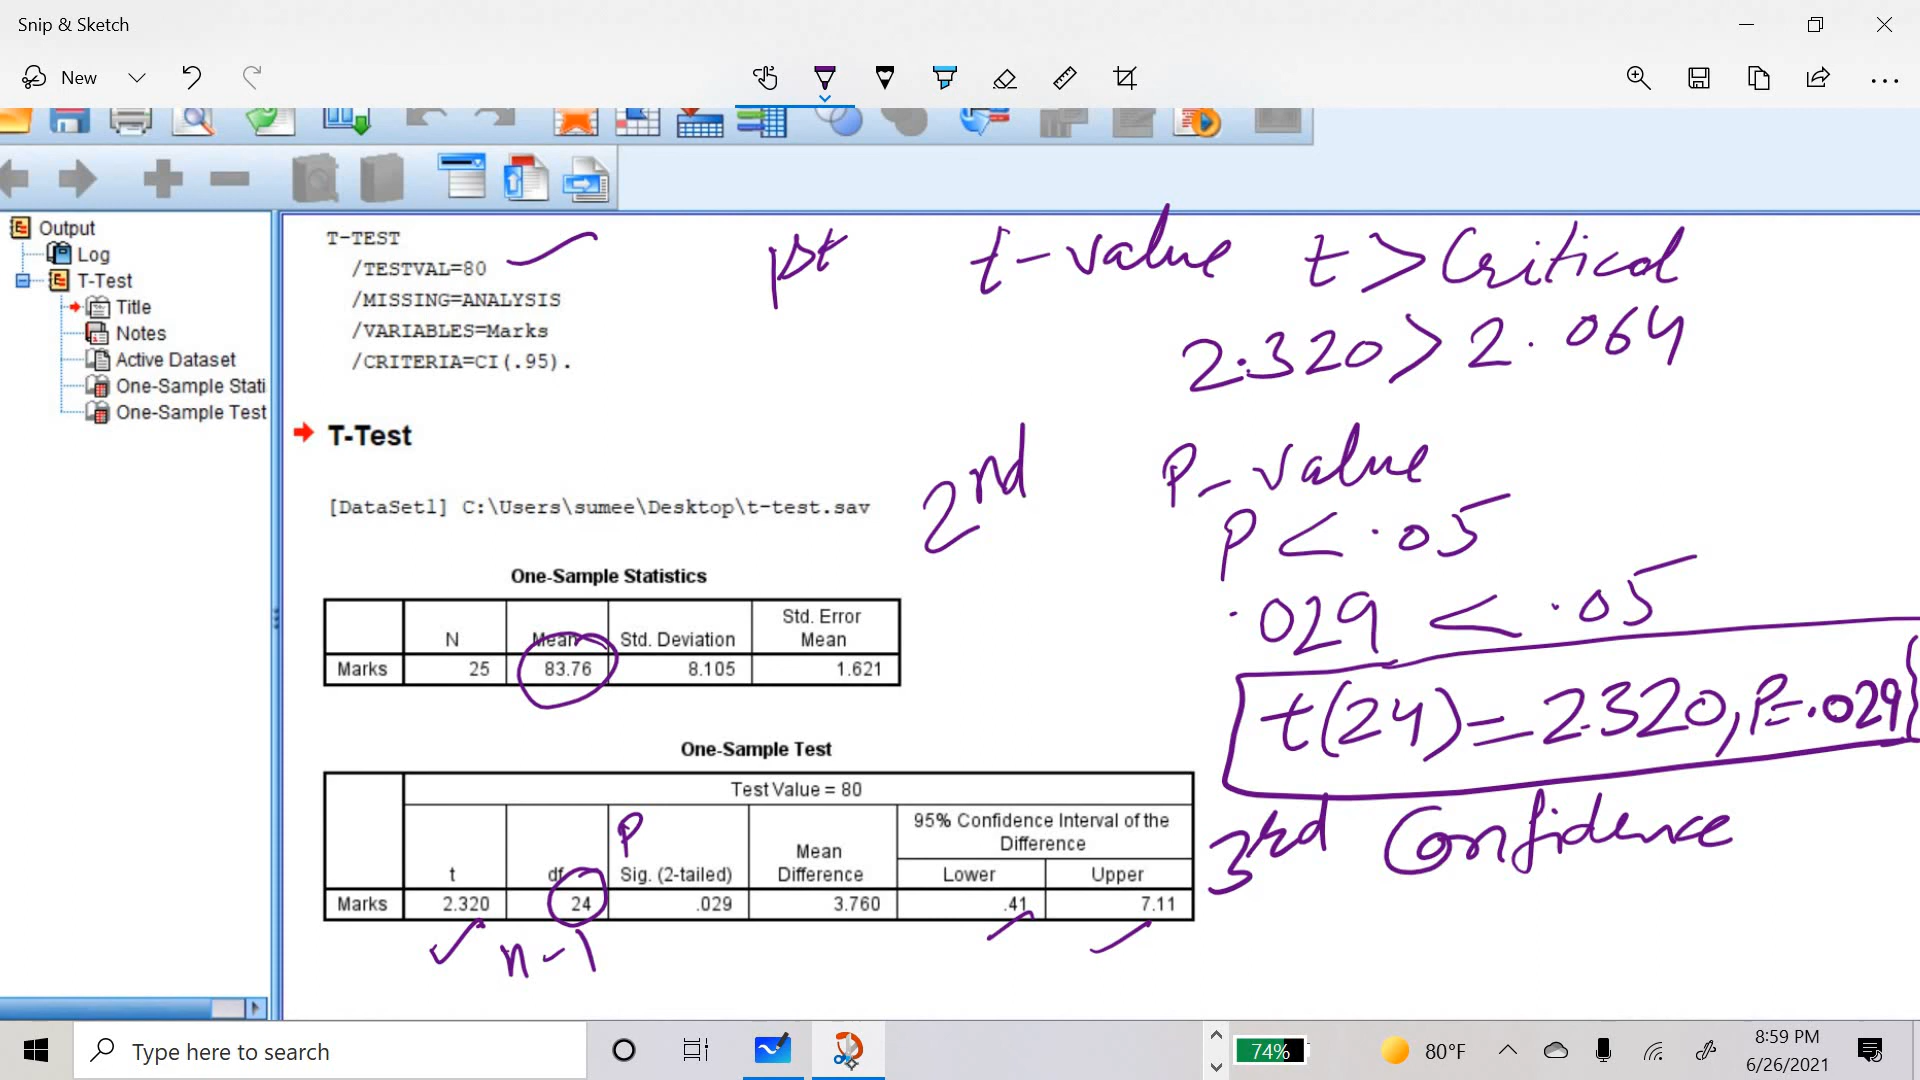 Snip & Sketch
New
Output
Log
T-Test
Title
Notes
Active Dataset
One-Sample Stati
One-Sample Test
T-TEST
/TESTVAL=80
/MISSING=ANALYSIS
/VARIABLES=Marks
/CRITERIA=CI(.95).
1st t-value t > Critical
2.320 > 2.064
T-Test
2nd P-value
P < .05
[DataSet1] C:\Users\sumee\Desktop\t-test.sav
.029 < .05
One-Sample Statistics
N Mean Std. Deviation Std. Error Mean
Marks 25 83.76 8.105 1.621
t(24) = 2.320, P=.029
One-Sample Test
Test Value = 80
P
t df Sig. (2-tailed) Mean Difference 95% Confidence Interval of the Difference
Lower Upper
Marks 2.320 24 .029 3.760 .41 7.11
n-1
3rd Confidence
Type here to search
74%
80°F
8:59 PM
6/26/2021